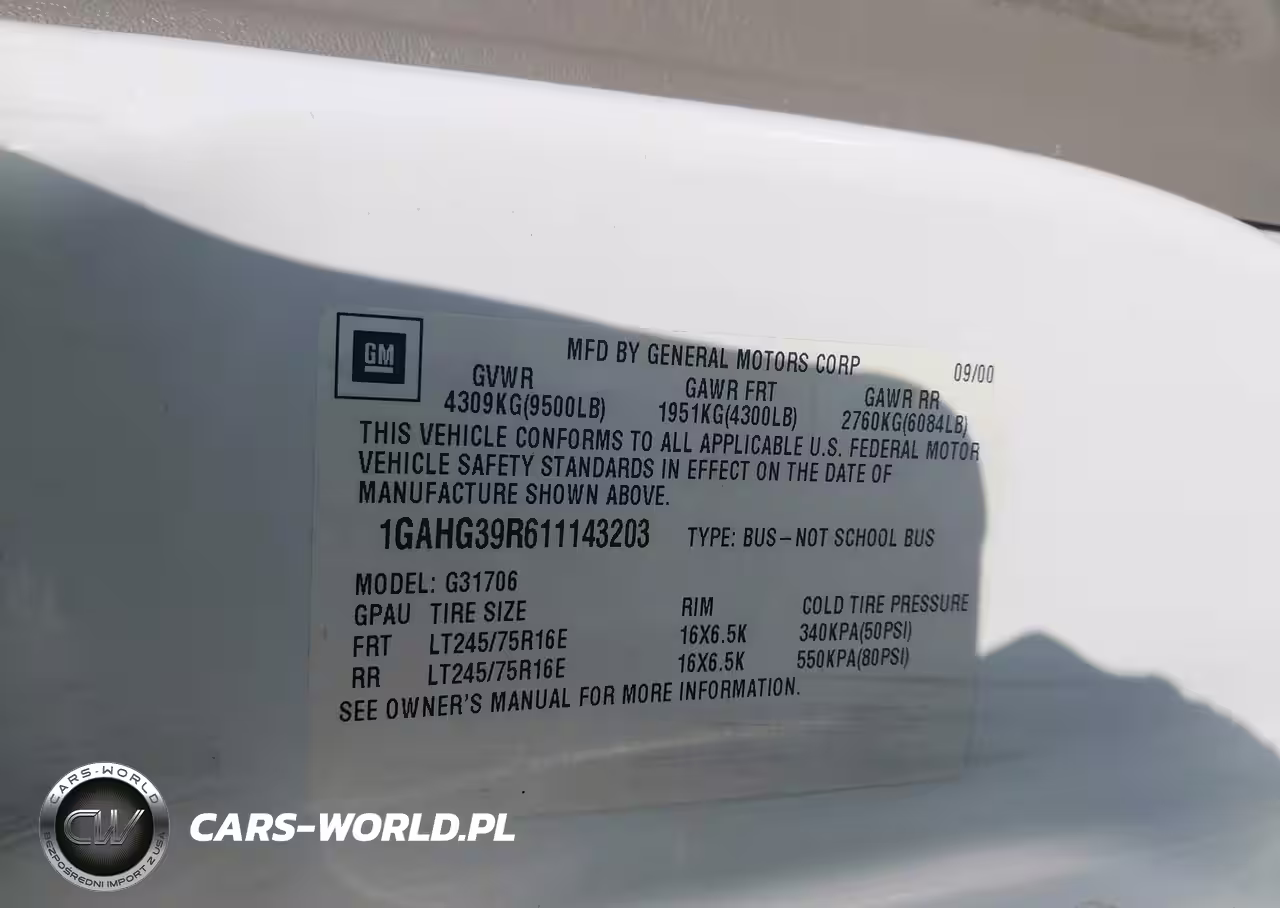 GM
MFD BY GENERAL MOTORS CORP 09/00
GVWR GAWR FRT GAWR RR
4309KG(9500LB) 1951KG(4300LB) 2760KG(6084LB)
THIS VEHICLE CONFORMS TO ALL APPLICABLE U.S. FEDERAL MOTOR
VEHICLE SAFETY STANDARDS IN EFFECT ON THE DATE OF
MANUFACTURE SHOWN ABOVE.
1GAHG39R611143203 TYPE: BUS–NOT SCHOOL BUS
MODEL: G31706
GPAU TIRE SIZE RIM COLD TIRE PRESSURE
FRT LT245/75R16E 16X6.5K 340KPA(50PSI)
RR LT245/75R16E 16X6.5K 550KPA(80PSI)
SEE OWNER'S MANUAL FOR MORE INFORMATION.
CARS-WORLD
CW
BEZPOŚREDNI IMPORT Z USA
CARS-WORLD.PL